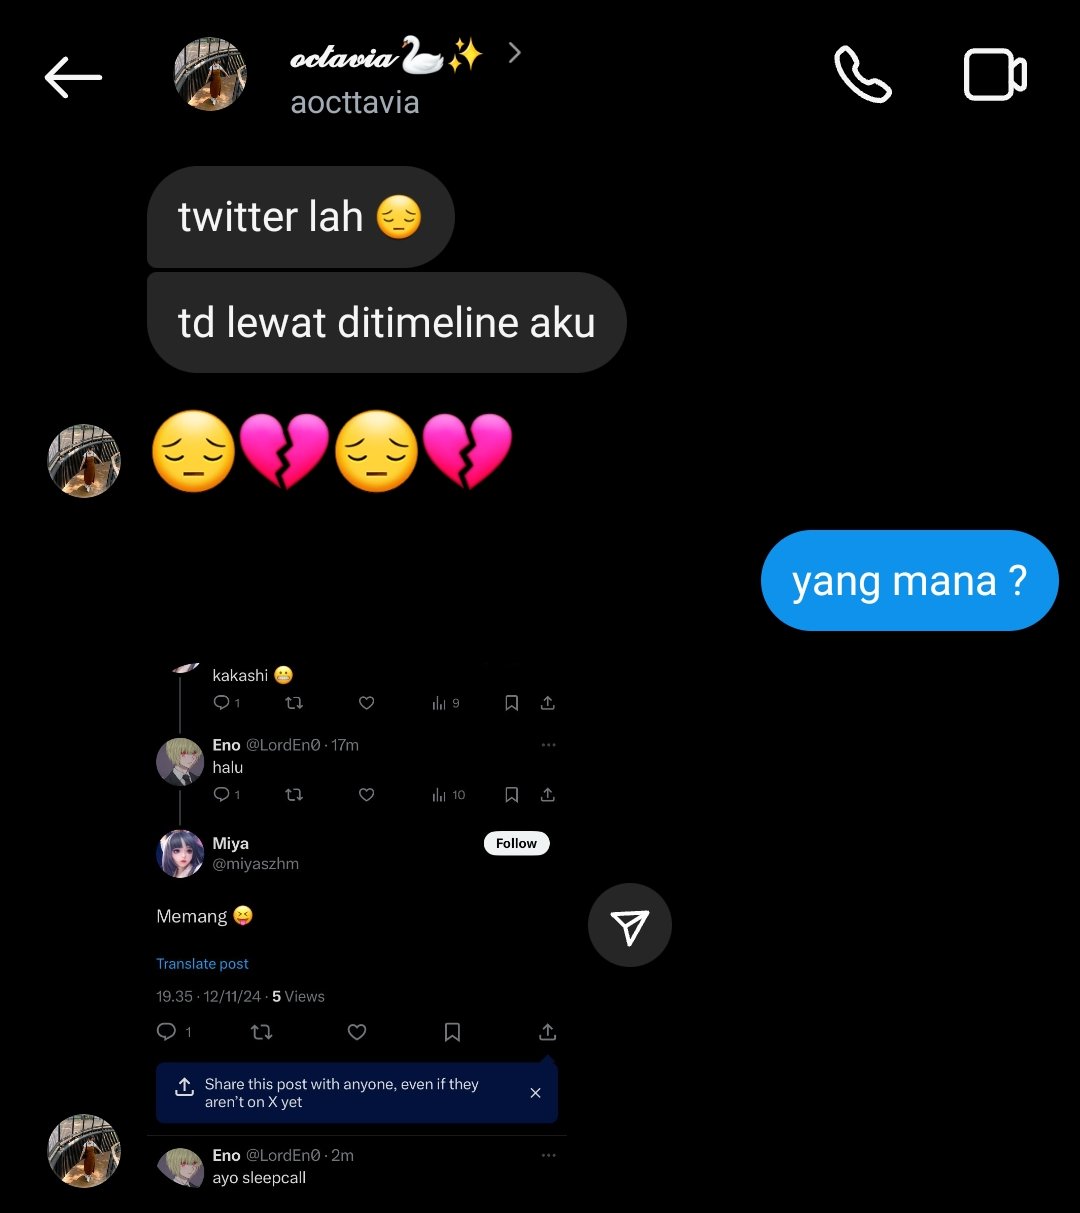 octavia🦢✨
aocttavia
twitter lah 😔
td lewat ditimeline aku
😔💔😔💔
yang mana ?
kakashi 😬
1 9
Eno @LordEn0 · 17m
halu
1 10
Miya
@miyaszhm
Follow
Memang 😝
Translate post
19.35 · 12/11/24 · 5 Views
1
Share this post with anyone, even if they
aren't on X yet
Eno @LordEn0 · 2m
ayo sleepcall